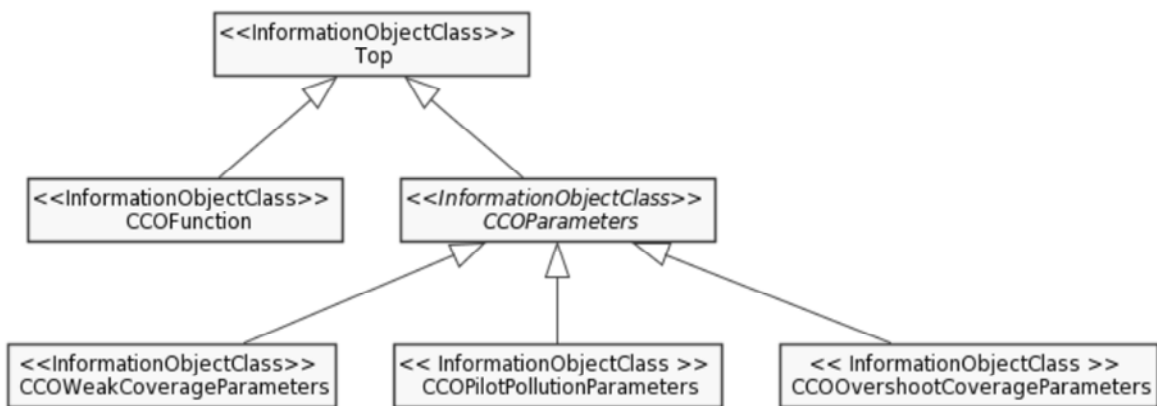 <<InformationObjectClass>>
Top
<<InformationObjectClass>>
CCOFunction
<<InformationObjectClass>>
CCOParameters
<<InformationObjectClass>>
CCOWeakCoverageParameters
<< InformationObjectClass >>
CCOPilotPollutionParameters
<< InformationObjectClass >>
CCOOvershootCoverageParameters